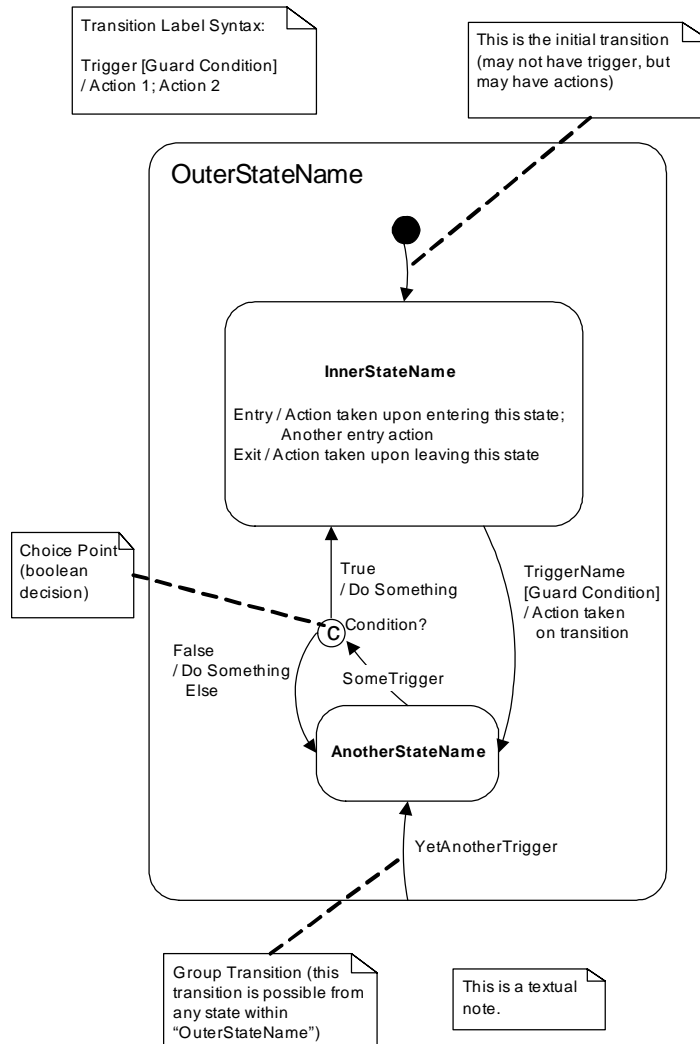 Transition Label Syntax:
Trigger [Guard Condition]
/ Action 1; Action 2
This is the initial transition
(may not have trigger, but
may have actions)
OuterStateName
InnerStateName
Entry / Action taken upon entering this state;
Another entry action
Exit / Action taken upon leaving this state
Choice Point
(boolean
decision)
True
/ Do Something
TriggerName
[Guard Condition]
/ Action taken
on transition
C
Condition?
False
/ Do Something
Else
SomeTrigger
AnotherStateName
YetAnotherTrigger
Group Transition (this
transition is possible from
any state within
“OuterStateName”)
This is a textual
note.